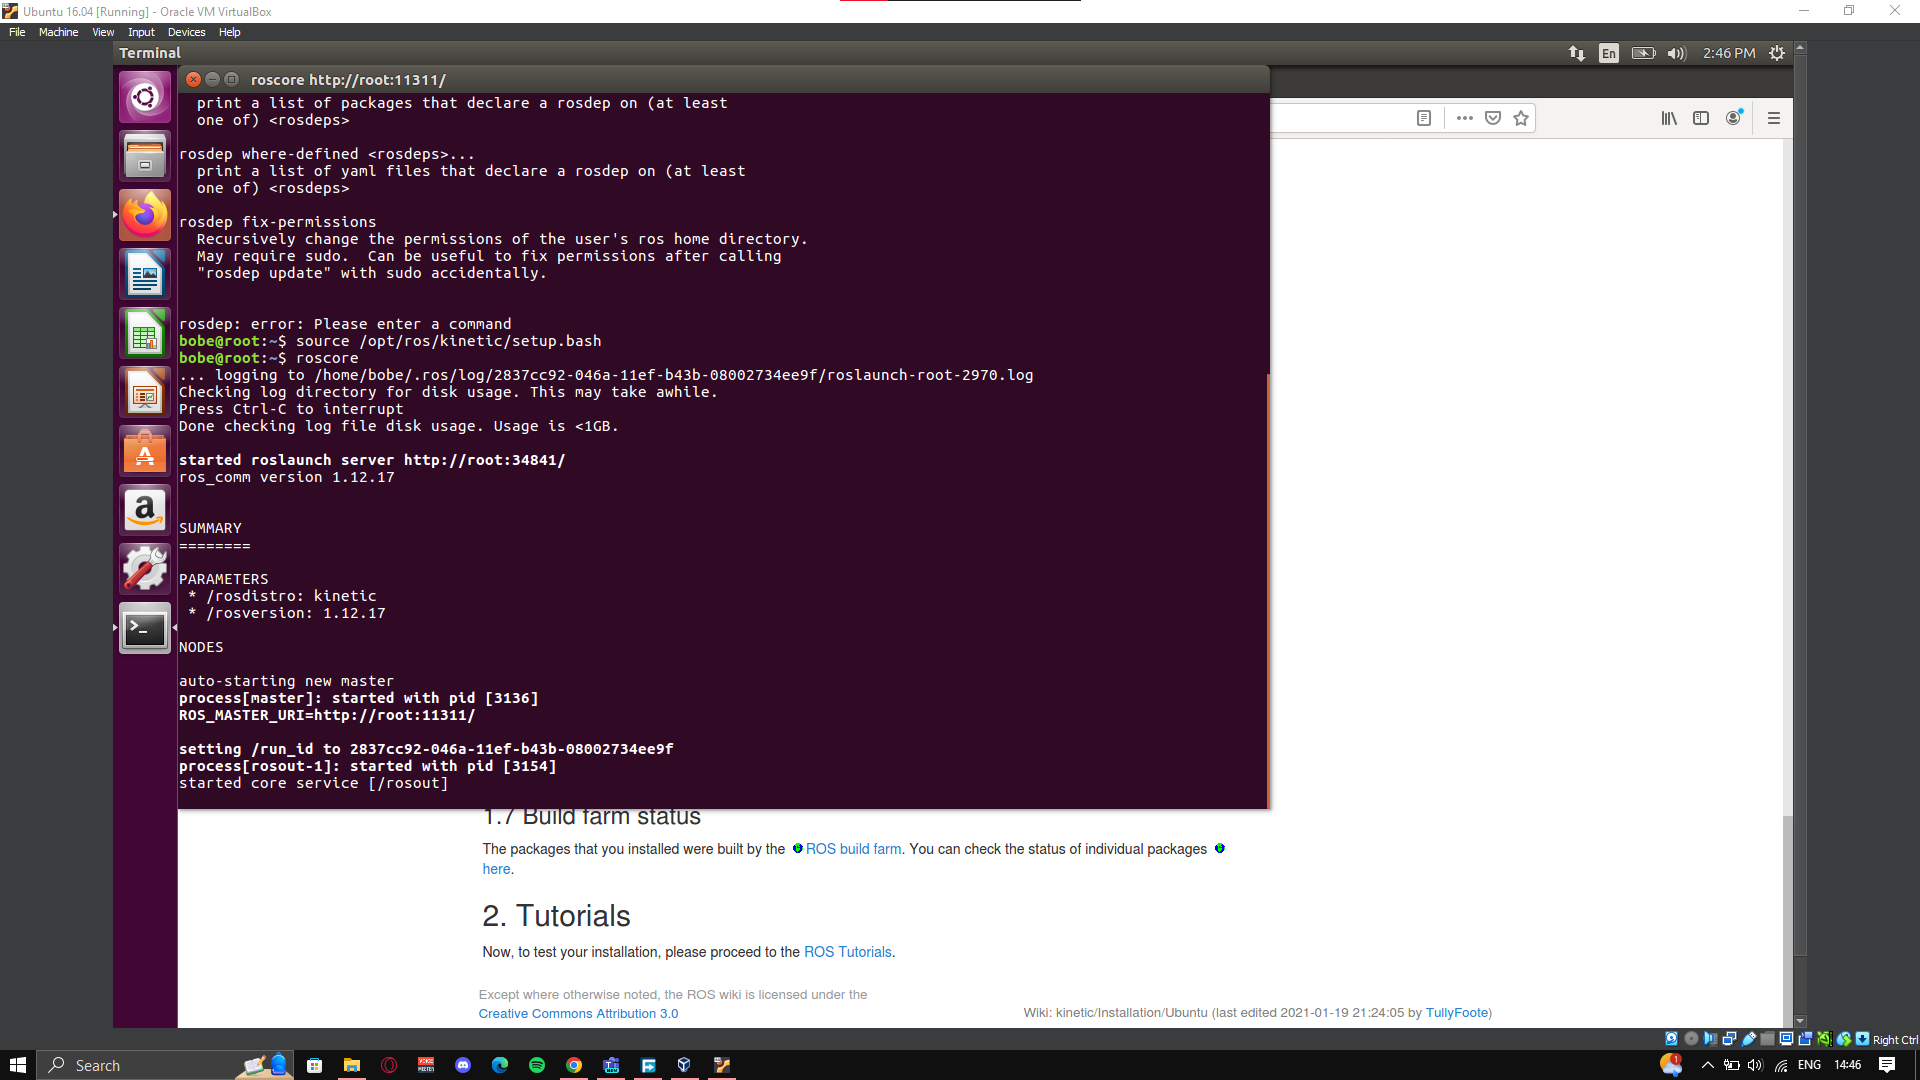 Ubuntu 16.04 [Running] - Oracle VM VirtualBox
File Machine View Input Devices Help
Terminal
En
2:46 PM
roscore http://root:11311/
print a list of packages that declare a rosdep on (at least
one of) <rosdeps>
rosdep where-defined <rosdeps>...
print a list of yaml files that declare a rosdep on (at least
one of) <rosdeps>
rosdep fix-permissions
Recursively change the permissions of the user's ros home directory.
May require sudo.  Can be useful to fix permissions after calling
"rosdep update" with sudo accidentally.
rosdep: error: Please enter a command
bobe@root:~$ source /opt/ros/kinetic/setup.bash
bobe@root:~$ roscore
... logging to /home/bobe/.ros/log/2837cc92-046a-11ef-b43b-08002734ee9f/roslaunch-root-2970.log
Checking log directory for disk usage. This may take awhile.
Press Ctrl-C to interrupt
Done checking log file disk usage. Usage is <1GB.
started roslaunch server http://root:34841/
ros_comm version 1.12.17
SUMMARY
========
PARAMETERS
* /rosdistro: kinetic
* /rosversion: 1.12.17
NODES
auto-starting new master
process[master]: started with pid [3136]
ROS_MASTER_URI=http://root:11311/
setting /run_id to 2837cc92-046a-11ef-b43b-08002734ee9f
process[rosout-1]: started with pid [3154]
started core service [/rosout]
1.7 Build farm status
The packages that you installed were built by the ROS build farm. You can check the status of individual packages
here.
2. Tutorials
Now, to test your installation, please proceed to the ROS Tutorials.
Except where otherwise noted, the ROS wiki is licensed under the
Creative Commons Attribution 3.0
Wiki: kinetic/Installation/Ubuntu (last edited 2021-01-19 21:24:05 by TullyFoote)
Right Ctrl
Search
1
ENG
14:46